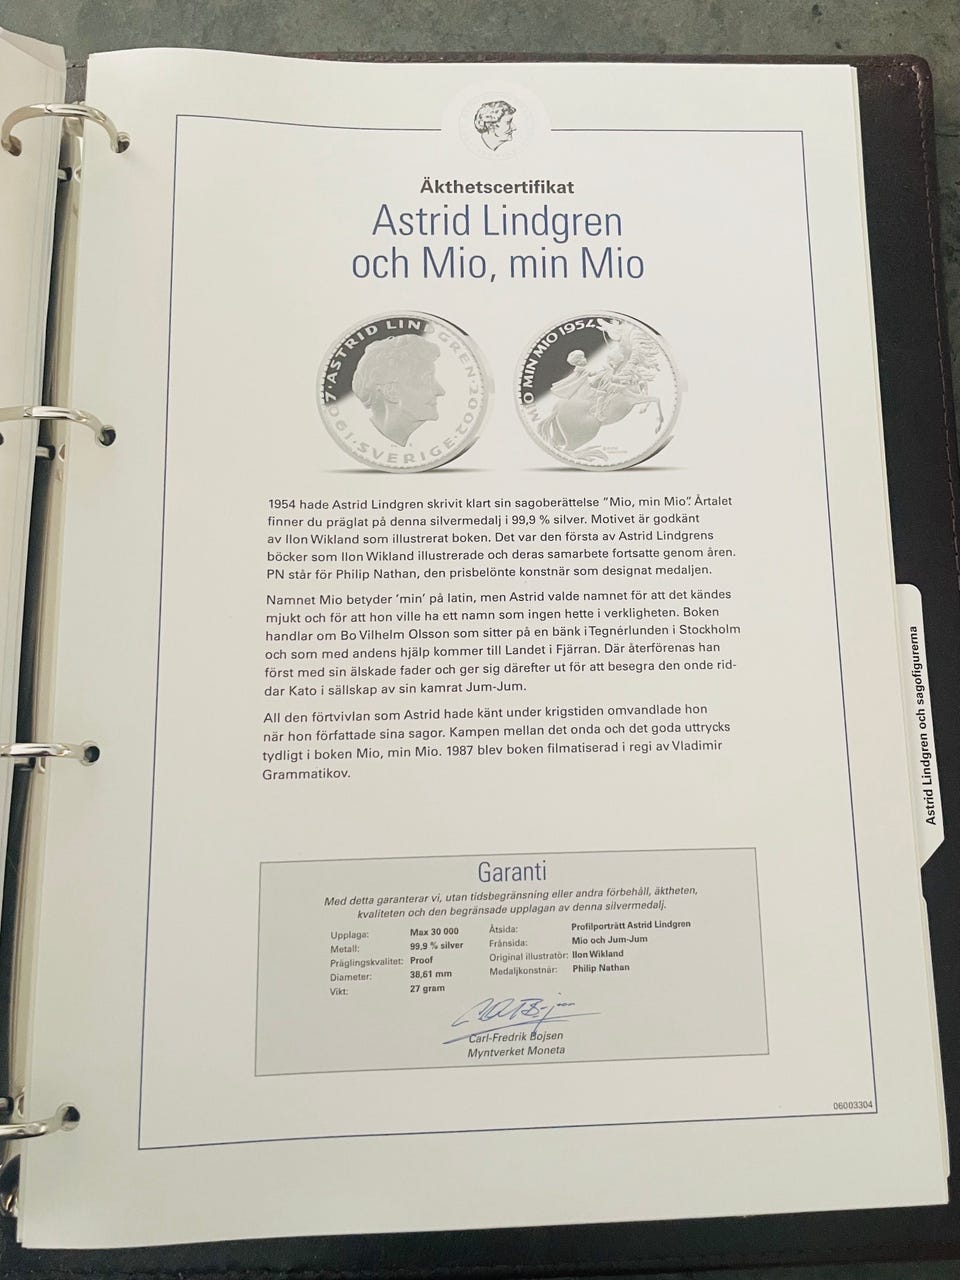 Äkthetscertifikat
Astrid Lindgren
och Mio, min Mio
1907 · ASTRID LINDGREN · 2002 · SVERIGE ·
MIO MIN MIO 1954
1954 hade Astrid Lindgren skrivit klart sin sagoberättelse ”Mio, min Mio”. Årtalet
finner du präglat på denna silvermedalj i 99,9 % silver. Motivet är godkänt
av Ilon Wikland som illustrerat boken. Det var den första av Astrid Lindgrens
böcker som Ilon Wikland illustrerade och deras samarbete fortsatte genom åren.
PN står för Philip Nathan, den prisbelönte konstnär som designat medaljen.
Namnet Mio betyder ’min’ på latin, men Astrid valde namnet för att det kändes
mjukt och för att hon ville ha ett namn som ingen hette i verkligheten. Boken
handlar om Bo Vilhelm Olsson som sitter på en bänk i Tegnérlunden i Stockholm
och som med andens hjälp kommer till Landet i Fjärran. Där återförenas han
först med sin älskade fader och ger sig därefter ut för att besegra den onde rid-
dar Kato i sällskap av sin kamrat Jum-Jum.
All den förtvivlan som Astrid hade känt under krigstiden omvandlade hon
när hon författade sina sagor. Kampen mellan det onda och det goda uttrycks
tydligt i boken Mio, min Mio. 1987 blev boken filmatiserad i regi av Vladimir
Grammatikov.
Garanti
Med detta garanterar vi, utan tidsbegränsning eller andra förbehåll, äktheten,
kvaliteten och den begränsade upplagan av denna silvermedalj.
Upplaga: Max 30 000
Metall: 99,9 % silver
Präglingskvalitet: Proof
Diameter: 38,61 mm
Vikt: 27 gram
Åtsida: Profilporträtt Astrid Lindgren
Frånsida: Mio och Jum-Jum
Original illustratör: Ilon Wikland
Medaljkonstnär: Philip Nathan
Carl-Fredrik Bojsen
Myntverket Moneta
06003304
Astrid Lindgren och sagofigurerna